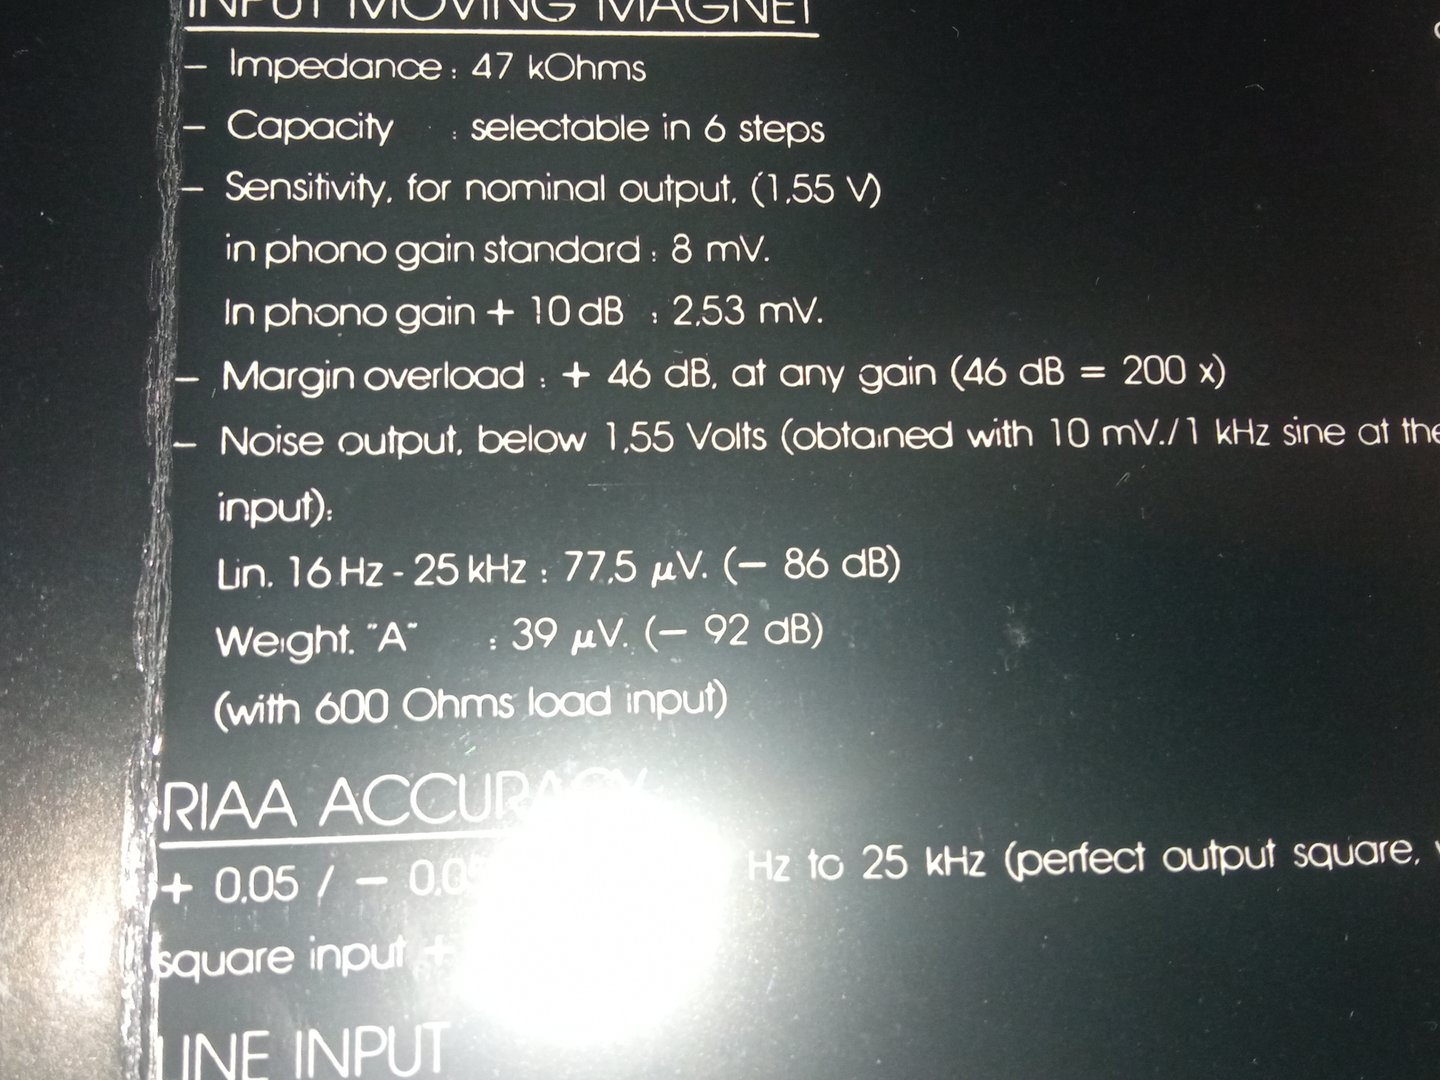 INPUT MOVING MAGNET
– Impedance : 47 kOhms
– Capacity : selectable in 6 steps
– Sensitivity, for nominal output, (1,55 V)
in phono gain standard : 8 mV.
In phono gain + 10 dB : 2,53 mV.
– Margin overload : + 46 dB, at any gain (46 dB = 200 x)
– Noise output, below 1,55 Volts (obtained with 10 mV./1 kHz sine at the
input):
Lin. 16 Hz - 25 kHz : 77,5 µV. (– 86 dB)
Weight. "A" : 39 µV. (– 92 dB)
(with 600 Ohms load input)
RIAA ACCURACY
+ 0,05 / – 0,05 Hz to 25 kHz (perfect output square,
square input +
LINE INPUT